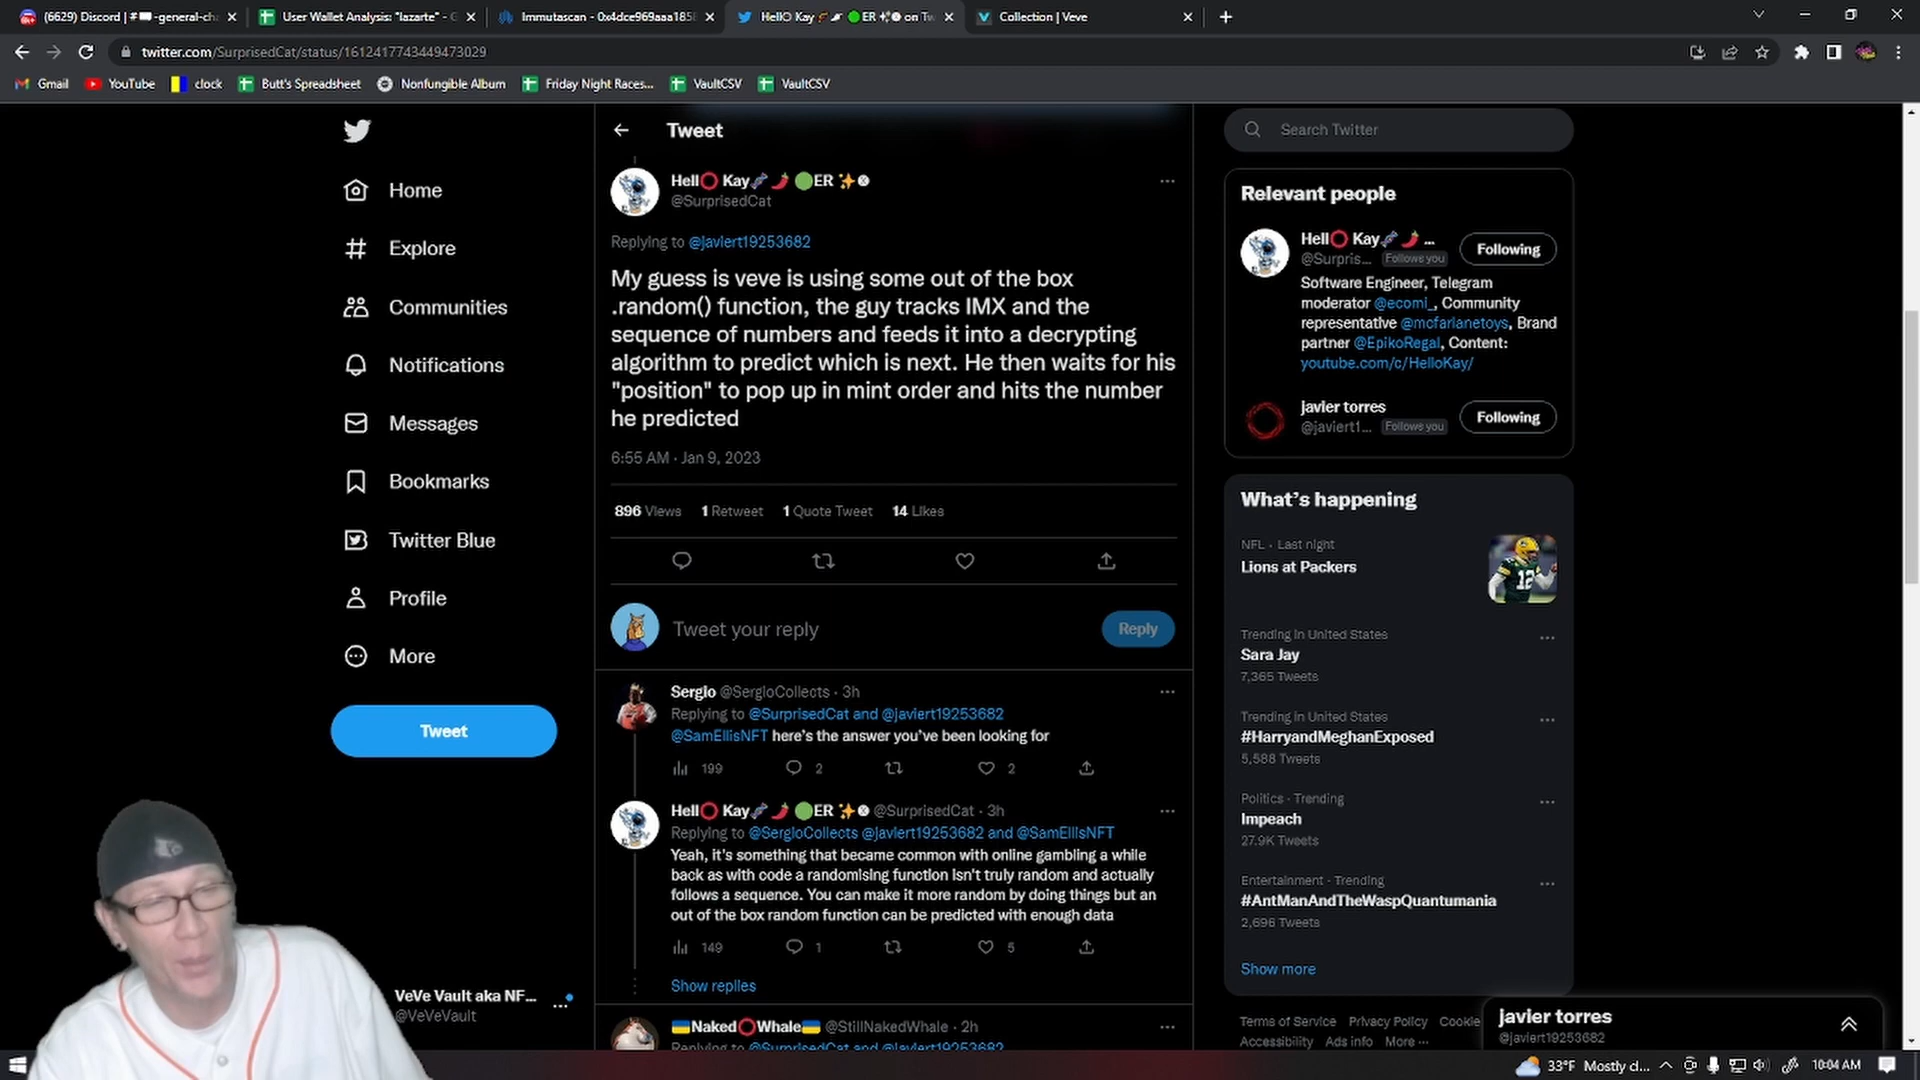 (6629) Discord | #
-general-cha
User Wallet Analysis: "lazarte" - G
Immutascan - 0x4dce969aaa1858
HellO Kay
ER
on Tw
Collection | Veve
twitter.com/SurprisedCat/status/1612417743449473029
Gmail
YouTube
clock
Butt's Spreadsheet
Nonfungible Album
Friday Night Races...
VaultCSV
VaultCSV
Home
Explore
Communities
Notifications
Messages
Bookmarks
Twitter Blue
Profile
More
Tweet
VeVe Vault aka NF...
@VeVeVault
Tweet
Hell⭕ Kay🍬🌶️🟢ER ✨
@SurprisedCat
Replying to @javiert19253682
My guess is veve is using some out of the box
.random() function, the guy tracks IMX and the
sequence of numbers and feeds it into a decrypting
algorithm to predict which is next. He then waits for his
"position" to pop up in mint order and hits the number
he predicted
6:55 AM · Jan 9, 2023
896 Views 1 Retweet 1 Quote Tweet 14 Likes
Tweet your reply
Reply
Sergio @SergioCollects · 3h
Replying to @SurprisedCat and @javiert19253682
@SamEllisNFT here's the answer you've been looking for
199 2 2
Hell⭕ Kay🍬🌶️🟢ER ✨ @SurprisedCat · 3h
Replying to @SergioCollects @javiert19253682 and @SamEllisNFT
Yeah, it's something that became common with online gambling a while
back as with code a randomising function isn't truly random and actually
follows a sequence. You can make it more random by doing things but an
out of the box random function can be predicted with enough data
149 1 5
Show replies
🇺🇦Naked⭕Whale🇺🇦 @StillNakedWhale · 2h
Replying to @SurprisedCat and @javiert19253682
Search Twitter
Relevant people
Hell⭕ Kay🍬🌶️ ...
@Surpris... Follows you
Following
Software Engineer, Telegram
moderator @ecomi_, Community
representative @mcfarlanetoys, Brand
partner @EpikoRegal, Content:
youtube.com/c/HelloKay/
javier torres
@javiert1... Follows you
Following
What's happening
NFL · Last night
Lions at Packers
12
Trending in United States
Sara Jay
7,365 Tweets
Trending in United States
#HarryandMeghanExposed
5,588 Tweets
Politics · Trending
Impeach
27.9K Tweets
Entertainment · Trending
#AntManAndTheWaspQuantumania
2,696 Tweets
Show more
Terms of Service Privacy Policy Cookie
Accessibility Ads info More ···
javier torres
@javiert19253682
33°F Mostly cl...
10:04 AM